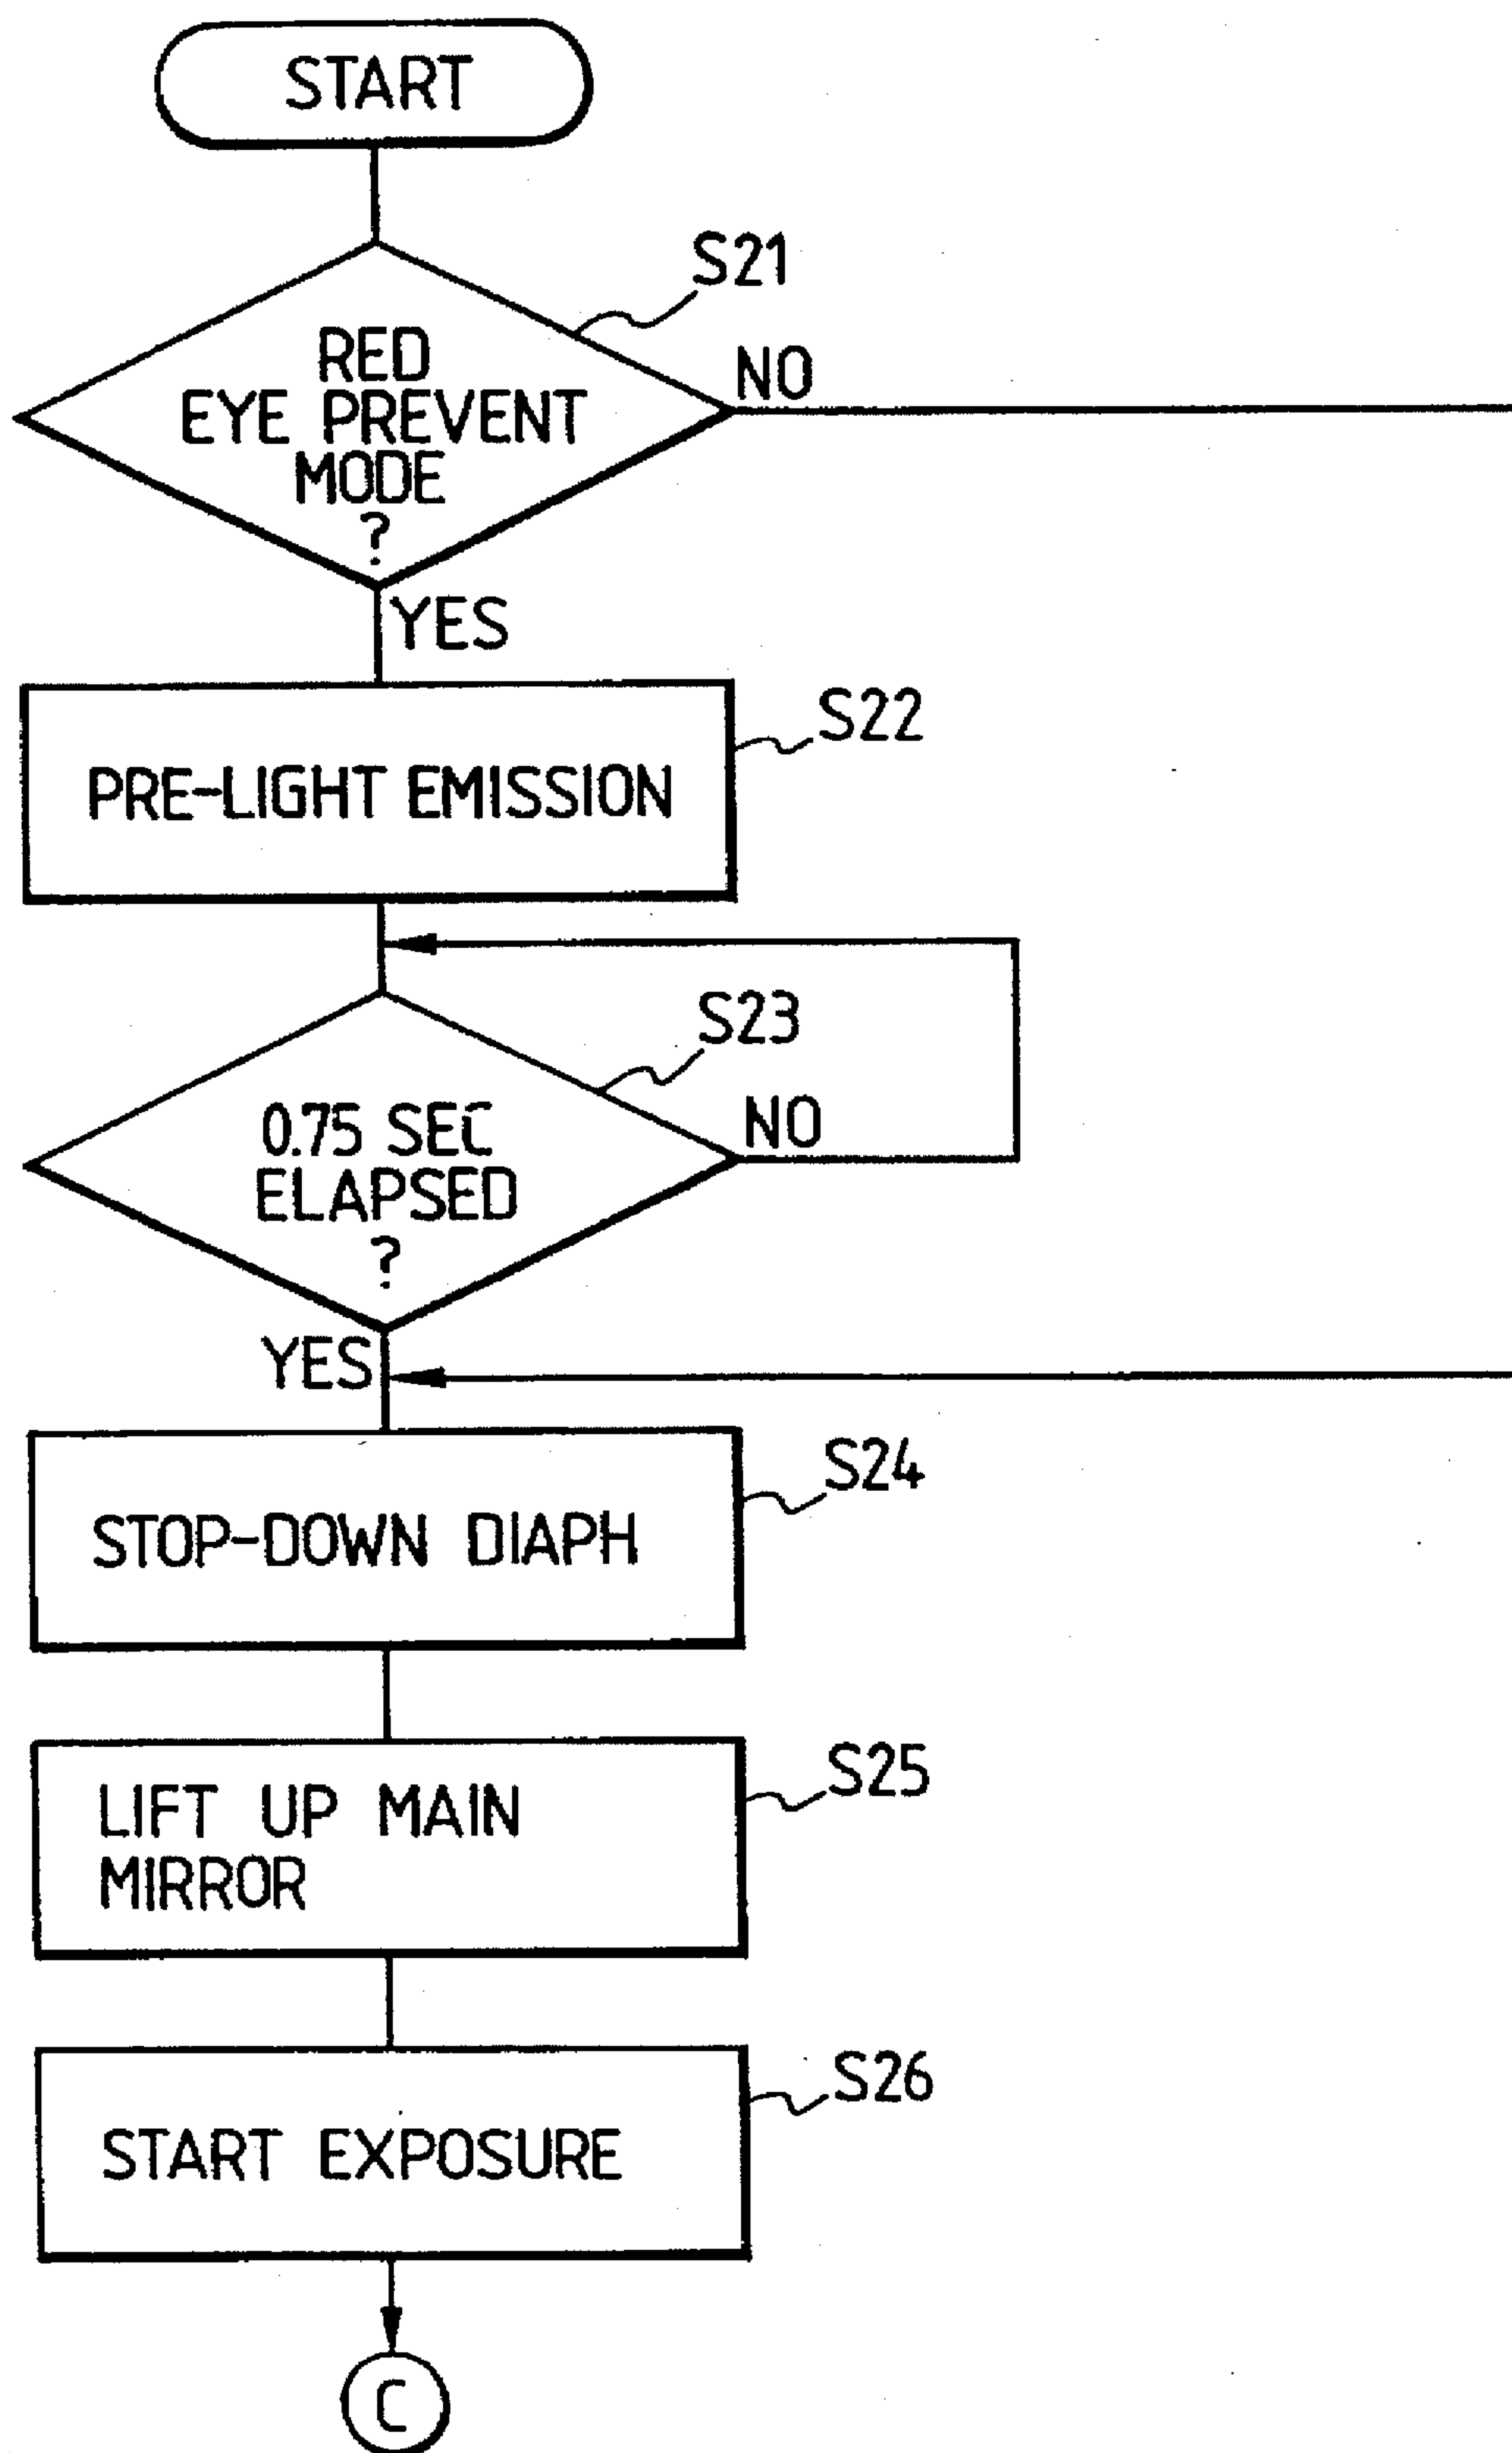 START
S21
RED
EYE PREVENT
MODE
?
NO
YES
S22
PRE-LIGHT EMISSION
S23
0.75 SEC
ELAPSED
?
NO
YES
S24
STOP-DOWN DIAPH
S25
LIFT UP MAIN
MIRROR
S26
START EXPOSURE
C